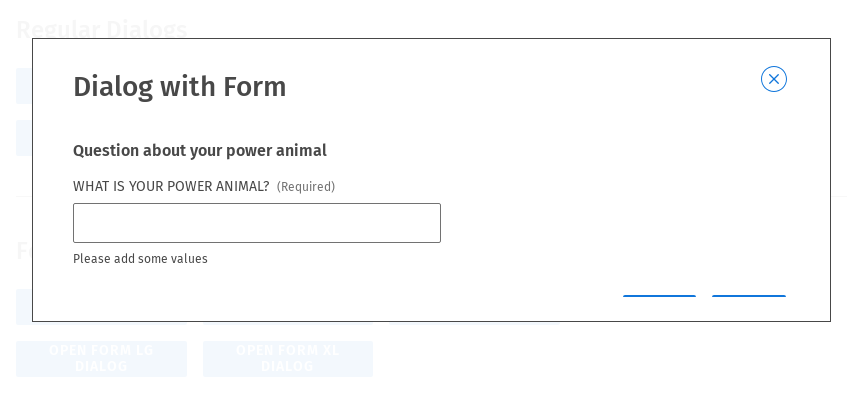 Regular Dialogs
Dialog with Form
Question about your power animal
WHAT IS YOUR POWER ANIMAL? (Required)
Please add some values
OPEN FORM LG
DIALOG
OPEN FORM XL
DIALOG